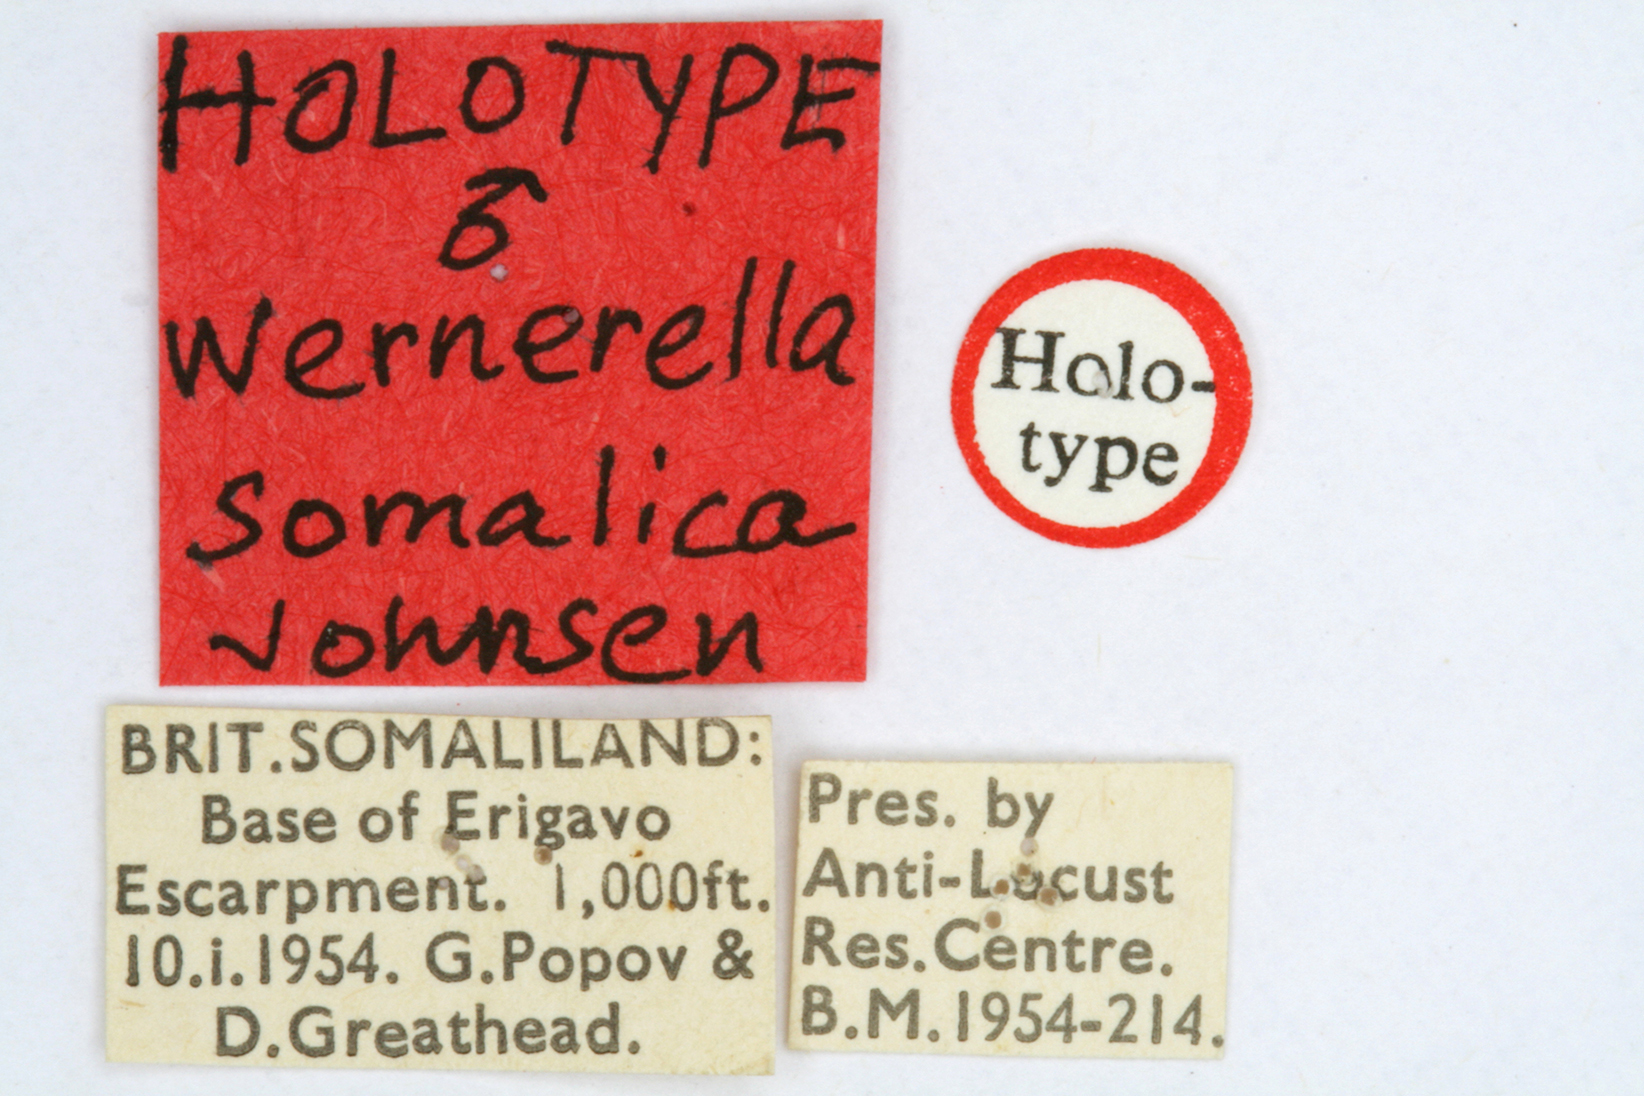 HOLOTYPE
♂
Wernerella
somalica
Johnsen
Holo-
type
BRIT.SOMALILAND:
Base of Erigavo
Escarpment. 1,000ft.
10.i.1954. G.Popov &
D.Greathead.
Pres. by
Anti-Locust
Res.Centre.
B.M.1954-214.